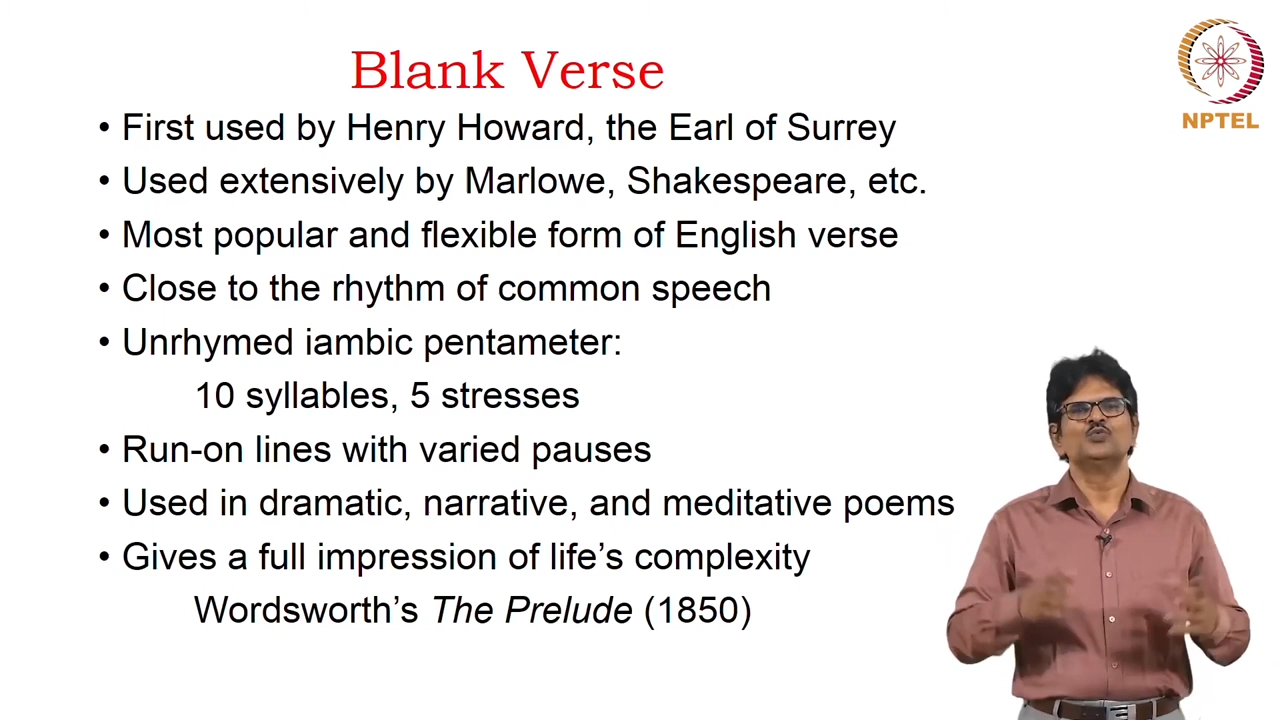 Blank Verse
• First used by Henry Howard, the Earl of Surrey
• Used extensively by Marlowe, Shakespeare, etc.
• Most popular and flexible form of English verse
• Close to the rhythm of common speech
• Unrhymed iambic pentameter:
10 syllables, 5 stresses
• Run-on lines with varied pauses
• Used in dramatic, narrative, and meditative poems
• Gives a full impression of life’s complexity
Wordsworth’s The Prelude (1850)
NPTEL